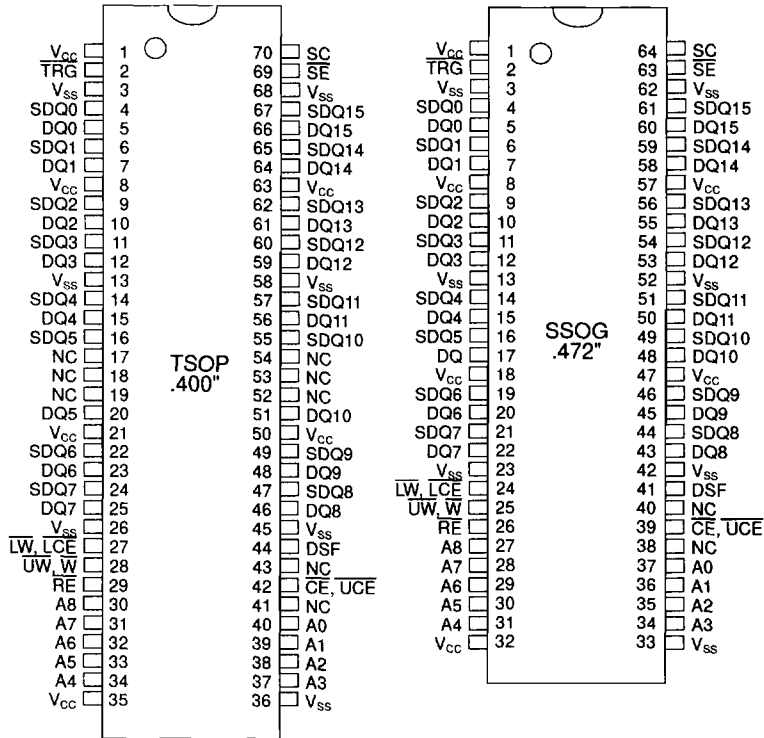 VCC 1 70 SC
TRG 2 69 SE
VSS 3 68 VSS
SDQ0 4 67 SDQ15
DQ0 5 66 DQ15
SDQ1 6 65 SDQ14
DQ1 7 64 DQ14
VCC 8 63 VCC
SDQ2 9 62 SDQ13
DQ2 10 61 DQ13
SDQ3 11 60 SDQ12
DQ3 12 59 DQ12
VSS 13 58 VSS
SDQ4 14 57 SDQ11
DQ4 15 56 DQ11
SDQ5 16 55 SDQ10
NC 17 54 NC
NC 18 53 NC
NC 19 52 NC
DQ5 20 51 DQ10
VCC 21 50 VCC
SDQ6 22 49 SDQ9
DQ6 23 48 DQ9
SDQ7 24 47 SDQ8
DQ7 25 46 DQ8
VSS 26 45 VSS
LW, LCE 27 44 DSF
UW, W 28 43 NC
RE 29 42 CE, UCE
A8 30 41 NC
A7 31 40 A0
A6 32 39 A1
A5 33 38 A2
A4 34 37 A3
VCC 35 36 VSS
TSOP
.400"
VCC 1 64 SC
TRG 2 63 SE
VSS 3 62 VSS
SDQ0 4 61 SDQ15
DQ0 5 60 DQ15
SDQ1 6 59 SDQ14
DQ1 7 58 DQ14
VCC 8 57 VCC
SDQ2 9 56 SDQ13
DQ2 10 55 DQ13
SDQ3 11 54 SDQ12
DQ3 12 53 DQ12
VSS 13 52 VSS
SDQ4 14 51 SDQ11
DQ4 15 50 DQ11
SDQ5 16 49 SDQ10
DQ 17 48 DQ10
VCC 18 47 VCC
SDQ6 19 46 SDQ9
DQ6 20 45 DQ9
SDQ7 21 44 SDQ8
DQ7 22 43 DQ8
VSS 23 42 VSS
LW, LCE 24 41 DSF
UW, W 25 40 NC
RE 26 39 CE, UCE
A8 27 38 NC
A7 28 37 A0
A6 29 36 A1
A5 30 35 A2
A4 31 34 A3
VCC 32 33 VSS
SSOG
.472"